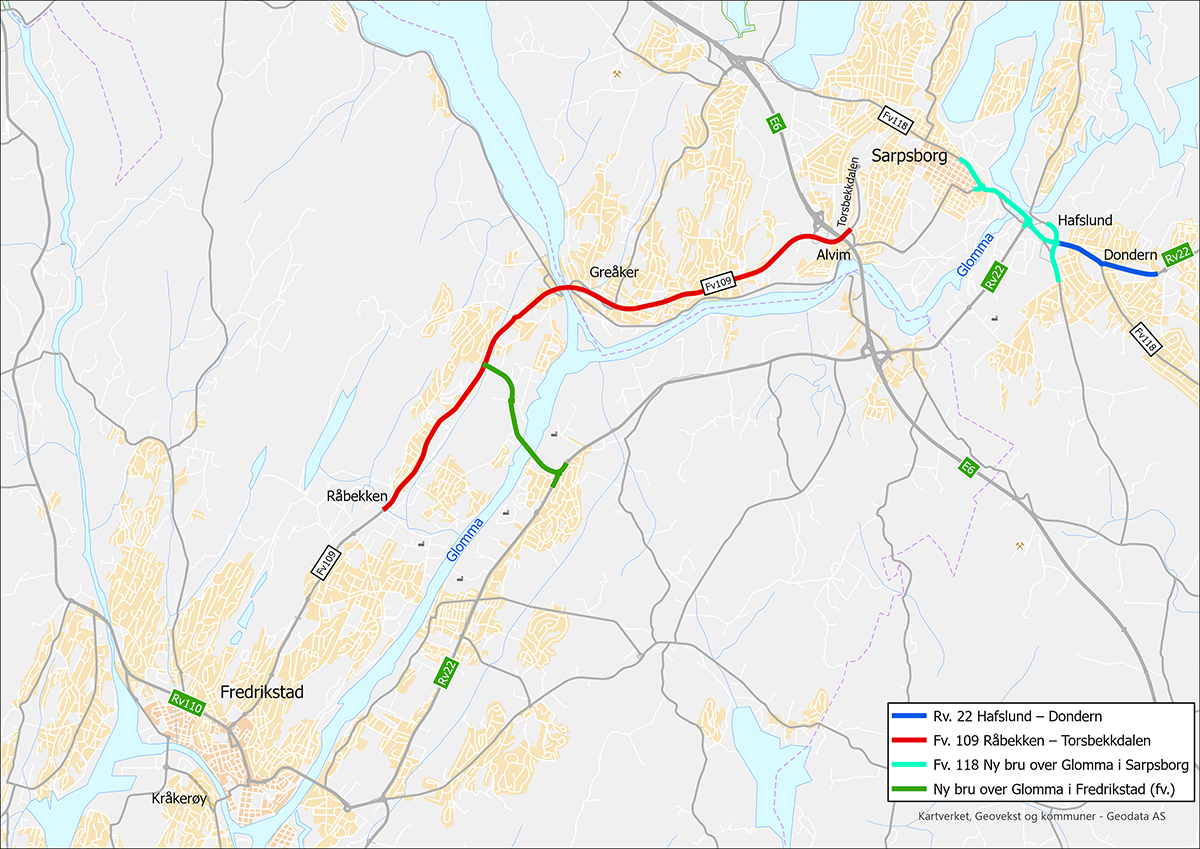 E6
Fv118
Sarpsborg
Torsbekkdalen
Hafslund
Glomma
Alvim
Dondern
Rv22
Greåker
Fv109
Rv22
Fv118
E6
Råbekken
Glomma
Fv109
Rv22
Fredrikstad
Rv110
Kråkerøy
Rv. 22 Hafslund – Dondern
Fv. 109 Råbekken – Torsbekkdalen
Fv. 118 Ny bru over Glomma i Sarpsborg
Ny bru over Glomma i Fredrikstad (fv.)
Kartverket, Geovekst og kommuner - Geodata AS